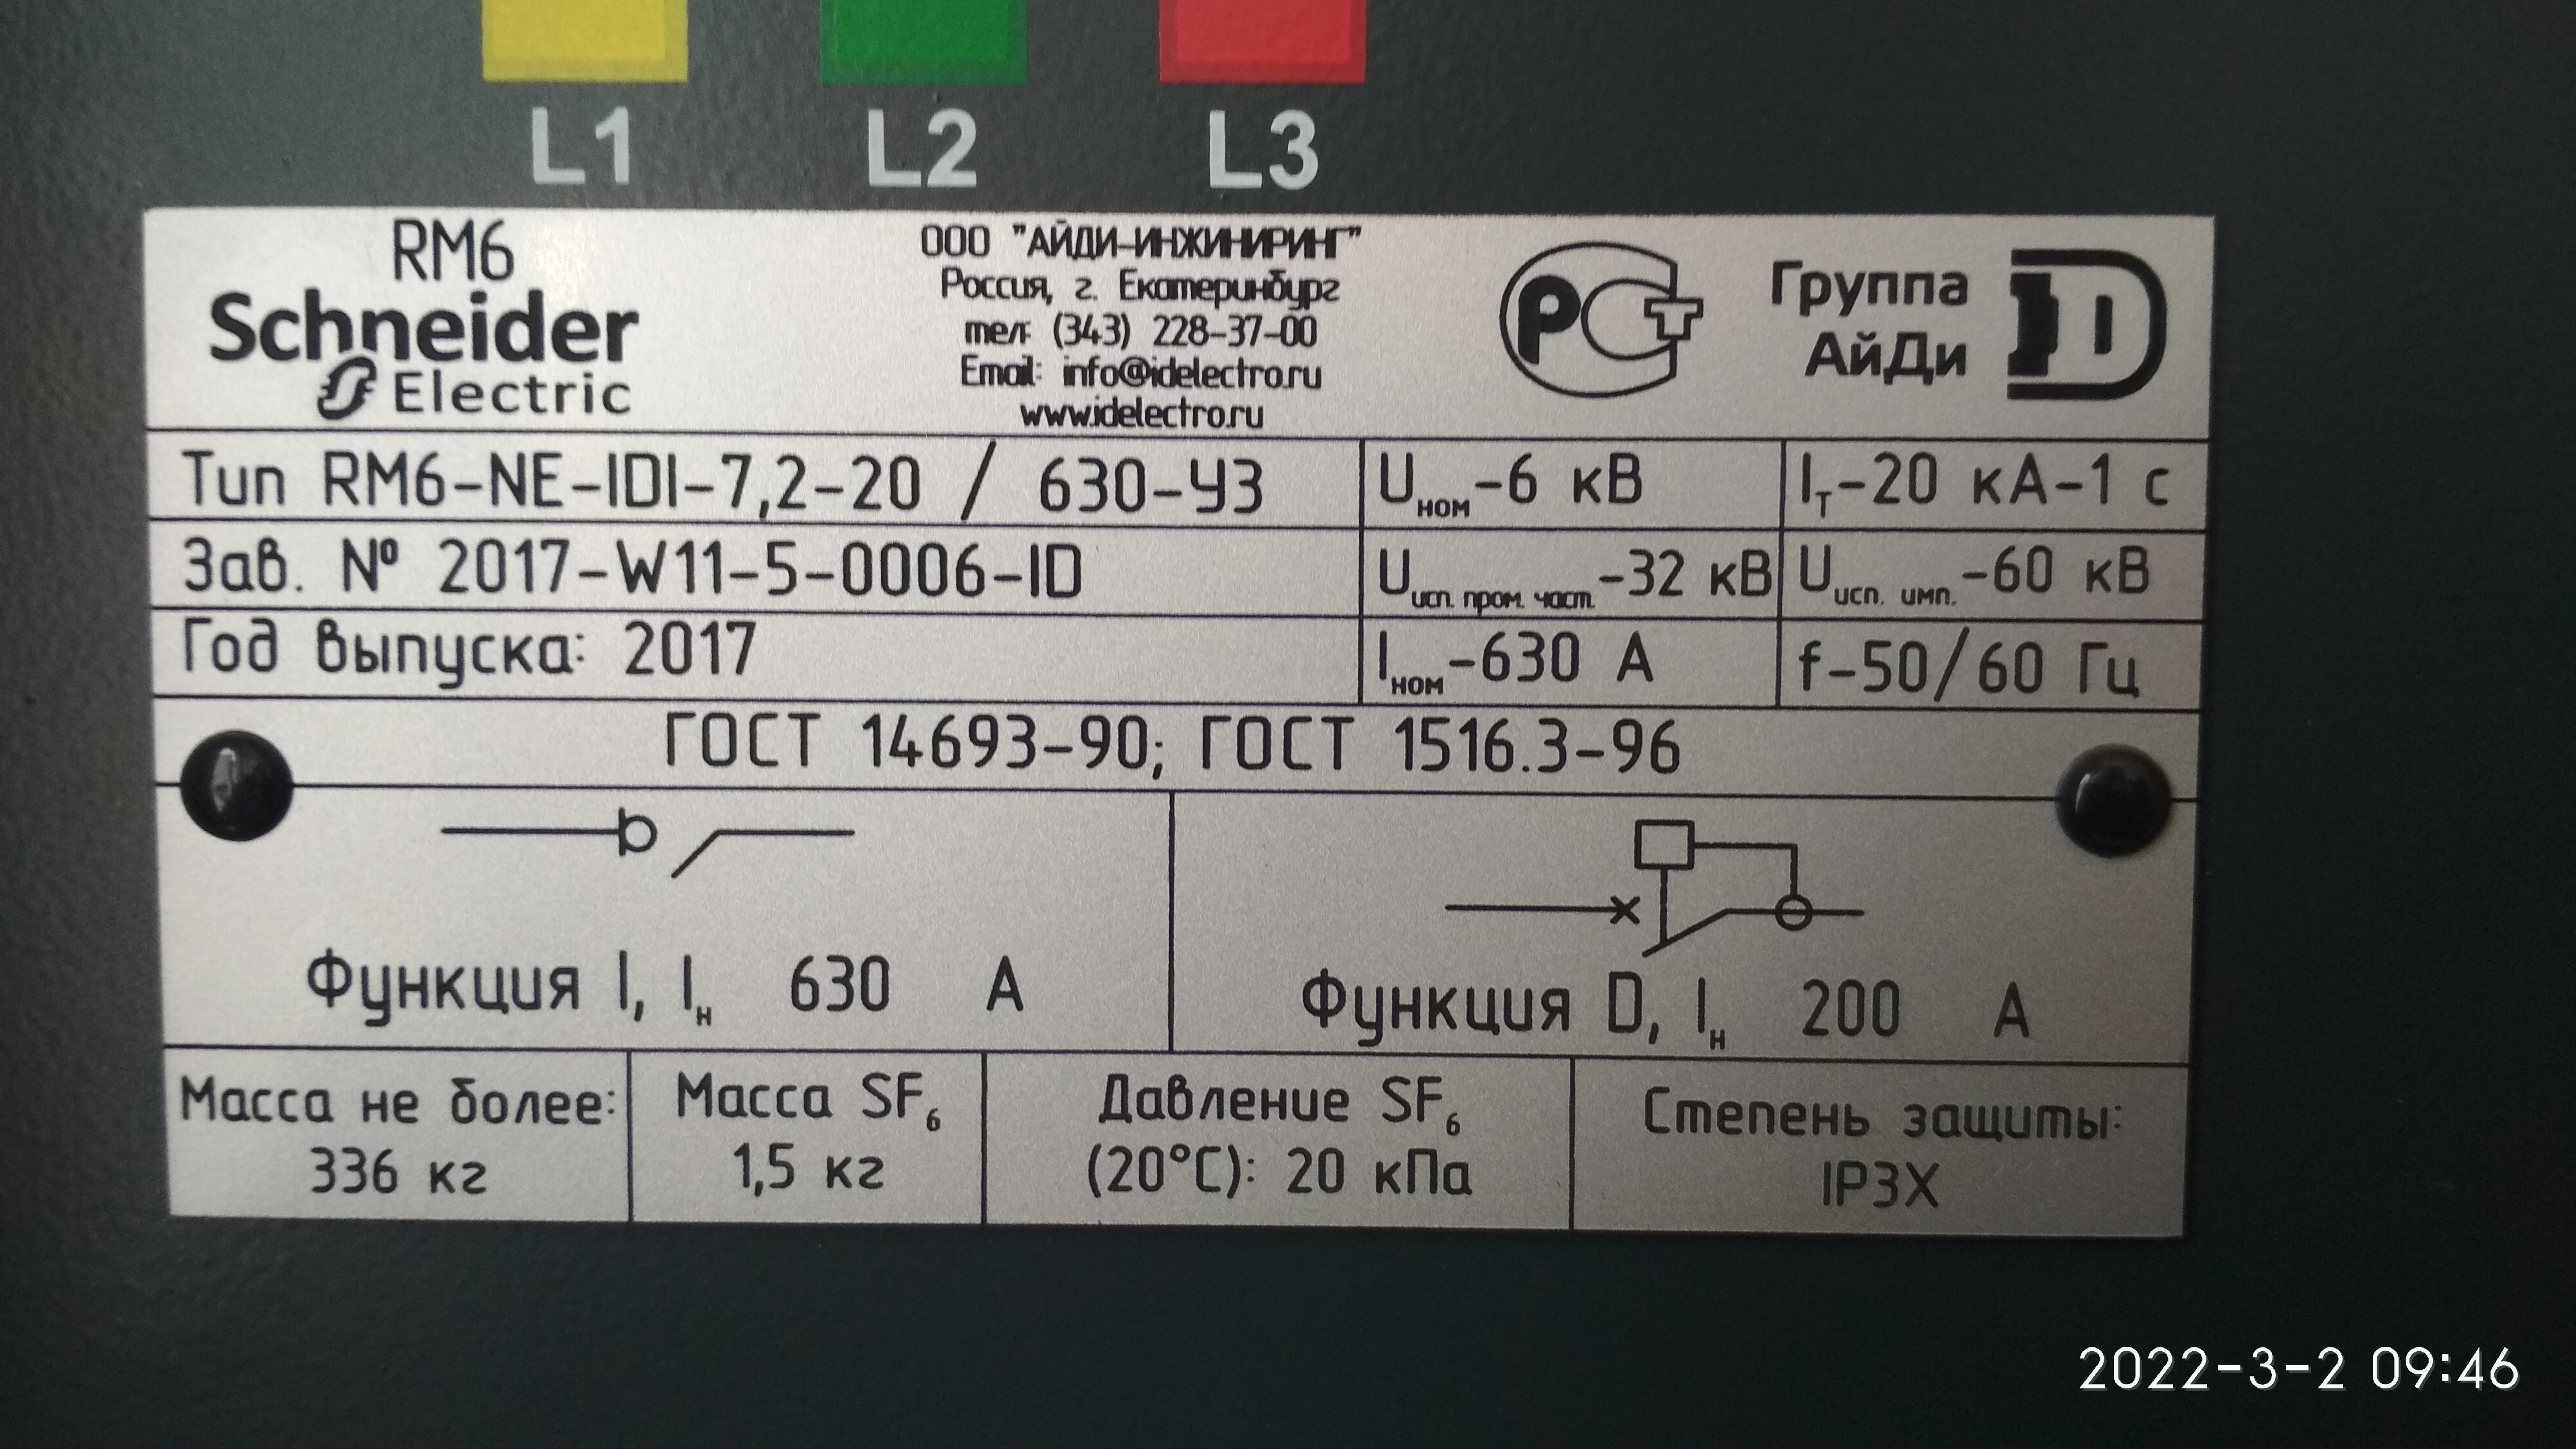 L1 L2 L3
RM6
Schneider
Electric
ООО "АЙДИ-ИНЖИНИРИНГ"
Россия, г. Екатеринбург
тел: (343) 228-37-00
Email: info@idelectro.ru
www.idelectro.ru
РСТ
Группа
АйДи
ID
Тип RM6-NE-IDI-7,2-20 / 630-У3
Uном-6 кВ
Iт-20 кА-1 с
Зав. № 2017-W11-5-0006-ID
Uисп. пром. част.-32 кВ
Uисп. имп.-60 кВ
Год выпуска: 2017
Iном-630 А
f-50/60 Гц
ГОСТ 14693-90; ГОСТ 1516.3-96
Функция I, Iн 630 А
Функция D, Iн 200 А
Масса не более:
336 кг
Масса SF6
1,5 кг
Давление SF6
(20°C): 20 кПа
Степень защиты:
IP3X
2022-3-2 09:46